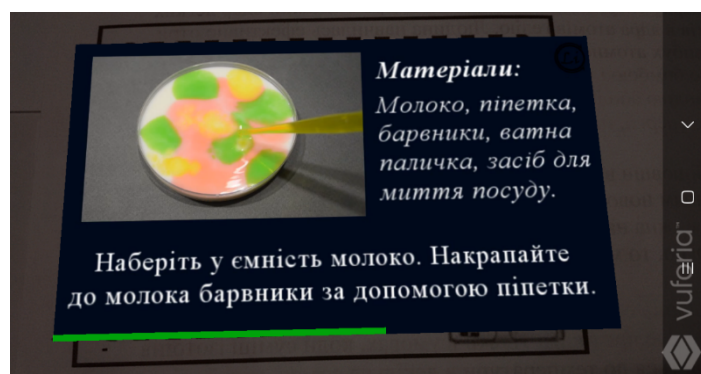 Матеріали:
Молоко, піпетка,
барвники, ватна
паличка, засіб для
миття посуду.
Наберіть у ємність молоко. Накрапайте
до молока барвники за допомогою піпетки.
vuforia™